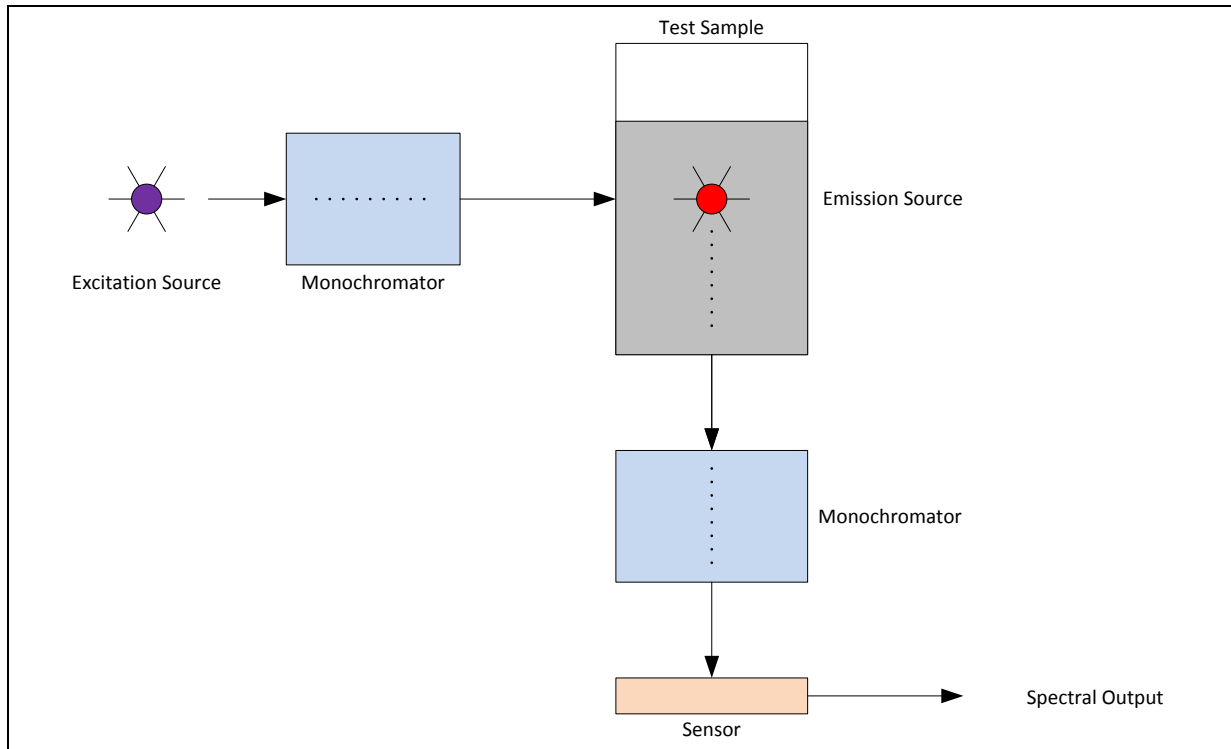 Test Sample
Emission Source
Excitation Source
Monochromator
Monochromator
Spectral Output
Sensor